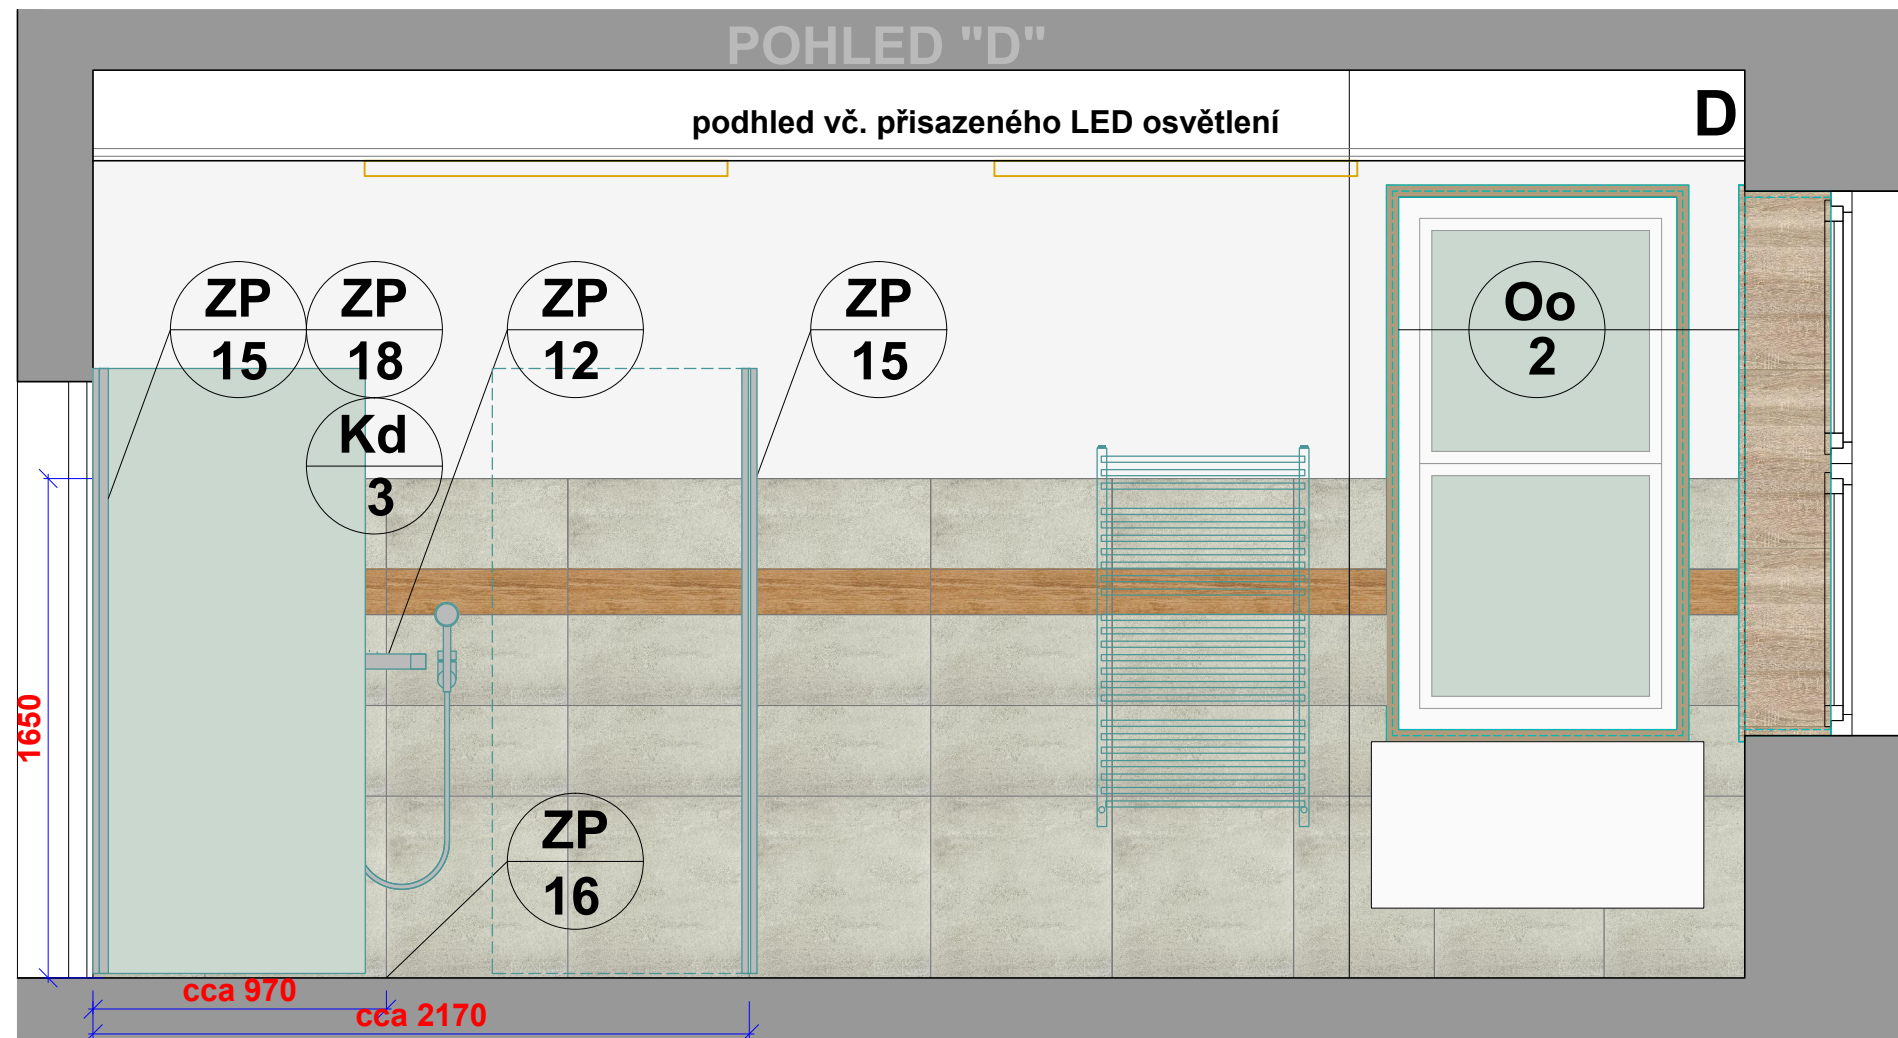 POHLED "D"
podhled vč. přisazeného LED osvětlení
D
ZP
15
ZP
18
ZP
12
ZP
15
Oo
2
Kd
3
1650
ZP
16
cca 970
cca 2170